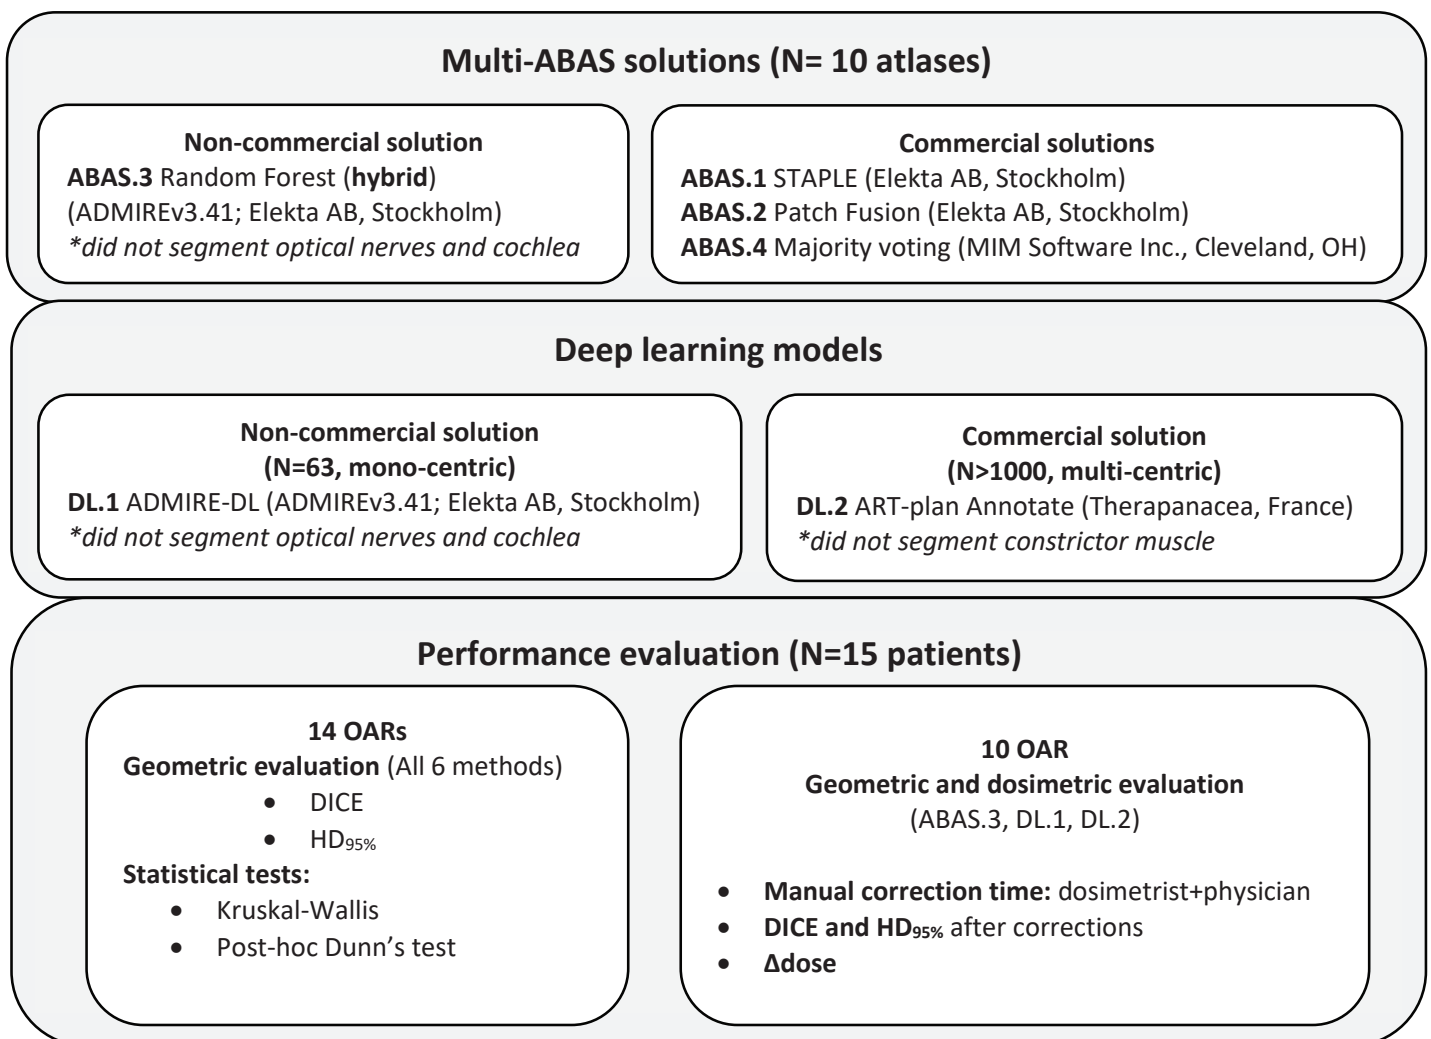 Multi-ABAS solutions (N= 10 atlases)
Non-commercial solution
ABAS.3 Random Forest (hybrid)
(ADMIREv3.41; Elekta AB, Stockholm)
*did not segment optical nerves and cochlea
Commercial solutions
ABAS.1 STAPLE (Elekta AB, Stockholm)
ABAS.2 Patch Fusion (Elekta AB, Stockholm)
ABAS.4 Majority voting (MIM Software Inc., Cleveland, OH)
Deep learning models
Non-commercial solution
(N=63, mono-centric)
DL.1 ADMIRE-DL (ADMIREv3.41; Elekta AB, Stockholm)
*did not segment optical nerves and cochlea
Commercial solution
(N>1000, multi-centric)
DL.2 ART-plan Annotate (Therapanacea, France)
*did not segment constrictor muscle
Performance evaluation (N=15 patients)
14 OARs
Geometric evaluation (All 6 methods)
• DICE
• HD95%
Statistical tests:
• Kruskal-Wallis
• Post-hoc Dunn’s test
10 OAR
Geometric and dosimetric evaluation
(ABAS.3, DL.1, DL.2)
• Manual correction time: dosimetrist+physician
• DICE and HD95% after corrections
• Δdose